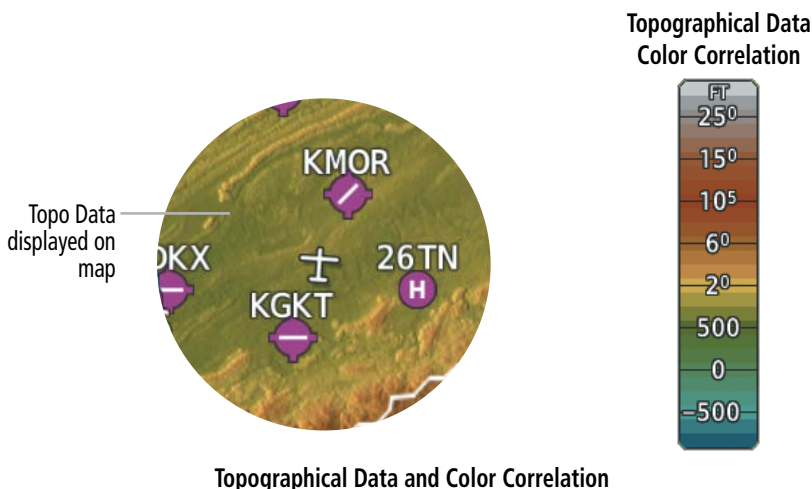 Topographical Data
Color Correlation
FT
25⁰
15⁰
10⁵
6⁰
2⁰
500
0
-500
KMOR
Topo Data
displayed on
map
DKX
26TN
H
KGKT
Topographical Data and Color Correlation